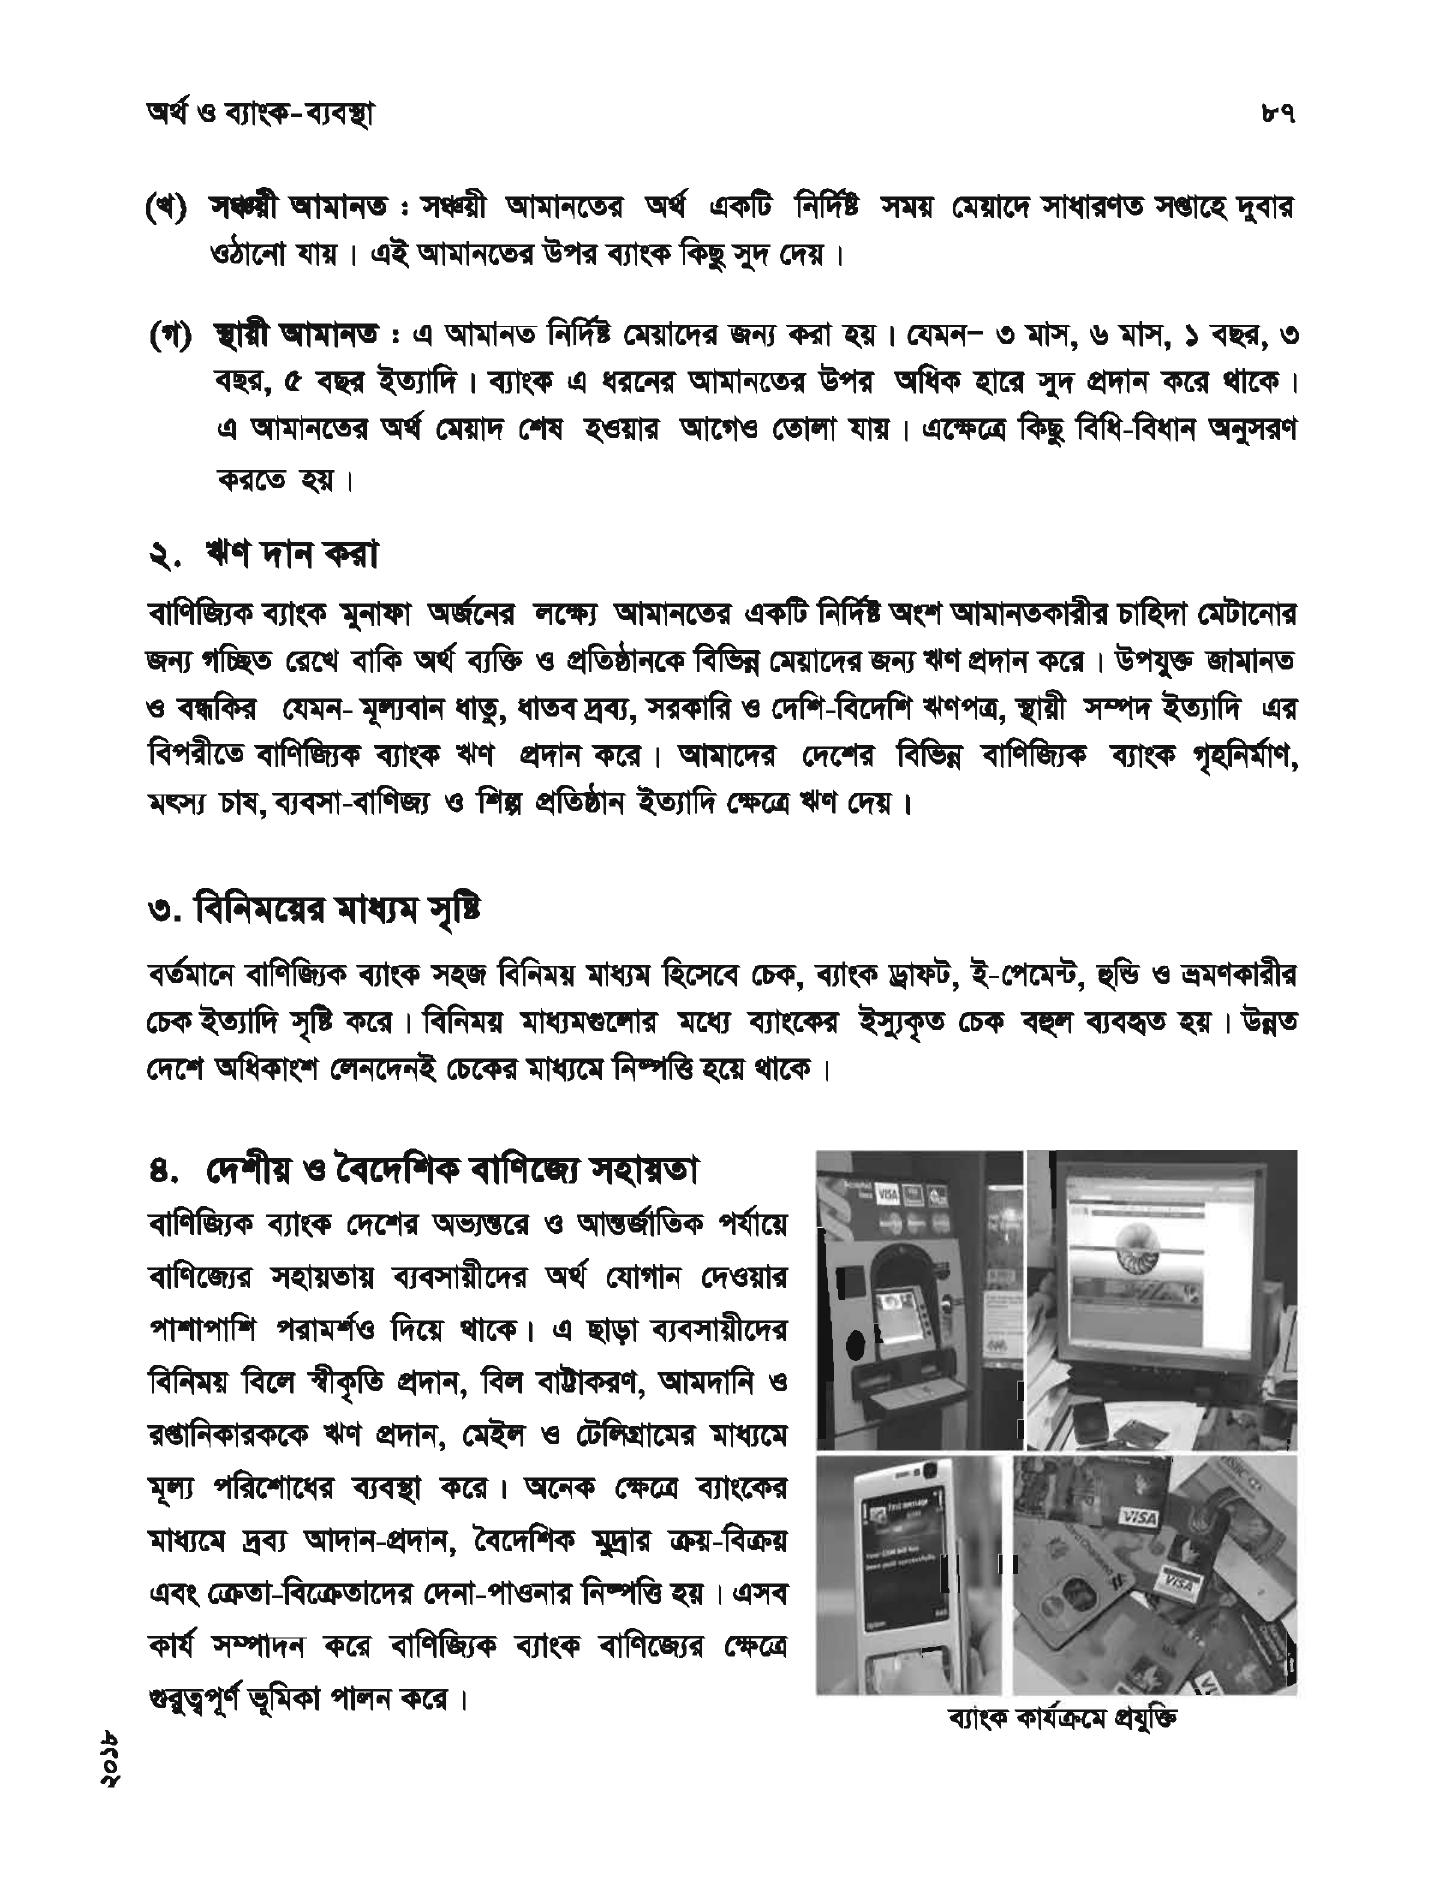 অর্থ ও ব্যাংক-ব্যবস্থা ৮৭
(খ) সঞ্চয়ী আমানত : সঞ্চয়ী আমানতের অর্থ একটি নির্দিষ্ট সময় মেয়াদে সাধারণত সপ্তাহে দুবার
ওঠানো যায়। এই আমানতের উপর ব্যাংক কিছু সুদ দেয়।
(গ) স্থায়ী আমানত : এ আমানত নির্দিষ্ট মেয়াদের জন্য করা হয়। যেমন– ৩ মাস, ৬ মাস, ১ বছর, ৩
বছর, ৫ বছর ইত্যাদি। ব্যাংক এ ধরনের আমানতের উপর অধিক হারে সুদ প্রদান করে থাকে।
এ আমানতের অর্থ মেয়াদ শেষ হওয়ার আগেও তোলা যায়। এক্ষেত্রে কিছু বিধি-বিধান অনুসরণ
করতে হয়।
২. ঋণ দান করা
বাণিজ্যিক ব্যাংক মুনাফা অর্জনের লক্ষ্যে আমানতের একটি নির্দিষ্ট অংশ আমানতকারীর চাহিদা মেটানোর
জন্য গচ্ছিত রেখে বাকি অর্থ ব্যক্তি ও প্রতিষ্ঠানকে বিভিন্ন মেয়াদের জন্য ঋণ প্রদান করে। উপযুক্ত জামানত
ও বন্ধকির যেমন- মূল্যবান ধাতু, ধাতব দ্রব্য, সরকারি ও দেশি-বিদেশি ঋণপত্র, স্থায়ী সম্পদ ইত্যাদি এর
বিপরীতে বাণিজ্যিক ব্যাংক ঋণ প্রদান করে। আমাদের দেশের বিভিন্ন বাণিজ্যিক ব্যাংক গৃহনির্মাণ,
মৎস্য চাষ, ব্যবসা-বাণিজ্য ও শিল্প প্রতিষ্ঠান ইত্যাদি ক্ষেত্রে ঋণ দেয়।
৩. বিনিময়ের মাধ্যম সৃষ্টি
বর্তমানে বাণিজ্যিক ব্যাংক সহজ বিনিময় মাধ্যম হিসেবে চেক, ব্যাংক ড্রাফট, ই-পেমেন্ট, হুন্ডি ও ভ্রমণকারীর
চেক ইত্যাদি সৃষ্টি করে। বিনিময় মাধ্যমগুলোর মধ্যে ব্যাংকের ইস্যুকৃত চেক বহুল ব্যবহৃত হয়। উন্নত
দেশে অধিকাংশ লেনদেনই চেকের মাধ্যমে নিষ্পত্তি হয়ে থাকে।
৪. দেশীয় ও বৈদেশিক বাণিজ্যে সহায়তা
বাণিজ্যিক ব্যাংক দেশের অভ্যন্তরে ও আন্তর্জাতিক পর্যায়ে
বাণিজ্যের সহায়তায় ব্যবসায়ীদের অর্থ যোগান দেওয়ার
পাশাপাশি পরামর্শও দিয়ে থাকে। এ ছাড়া ব্যবসায়ীদের
বিনিময় বিলে স্বীকৃতি প্রদান, বিল বাট্টাকরণ, আমদানি ও
রপ্তানিকারককে ঋণ প্রদান, মেইল ও টেলিগ্রামের মাধ্যমে
মূল্য পরিশোধের ব্যবস্থা করে। অনেক ক্ষেত্রে ব্যাংকের
মাধ্যমে দ্রব্য আদান-প্রদান, বৈদেশিক মুদ্রার ক্রয়-বিক্রয়
এবং ক্রেতা-বিক্রেতাদের দেনা-পাওনার নিষ্পত্তি হয়। এসব
কার্য সম্পাদন করে বাণিজ্যিক ব্যাংক বাণিজ্যের ক্ষেত্রে
গুরুত্বপূর্ণ ভূমিকা পালন করে।
VISA
VISA
VISA
ব্যাংক কার্যক্রমে প্রযুক্তি
২০১৮